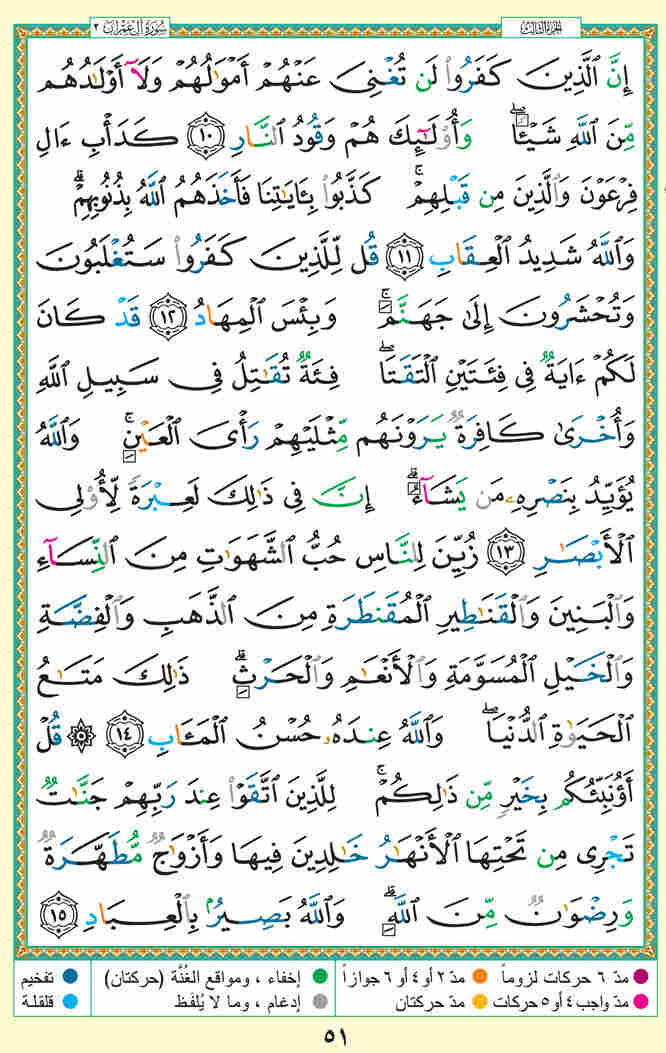 الجزء الثالث
سورة آل عمران ٣
إِنَّ ٱلَّذِينَ كَفَرُوا۟ لَن تُغْنِىَ عَنْهُمْ أَمْوَٰلُهُمْ وَلَآ أَوْلَٰدُهُم
مِّنَ ٱللَّهِ شَيْـًٔا ۖ وَأُو۟لَٰٓئِكَ هُمْ وَقُودُ ٱلنَّارِ ١٠ كَدَأْبِ ءَالِ
فِرْعَوْنَ وَٱلَّذِينَ مِن قَبْلِهِمْ ۚ كَذَّبُوا۟ بِـَٔايَٰتِنَا فَأَخَذَهُمُ ٱللَّهُ بِذُنُوبِهِمْ ۗ
وَٱللَّهُ شَدِيدُ ٱلْعِقَابِ ١١ قُل لِّلَّذِينَ كَفَرُوا۟ سَتُغْلَبُونَ
وَتُحْشَرُونَ إِلَىٰ جَهَنَّمَ ۚ وَبِئْسَ ٱلْمِهَادُ ١٢ قَدْ كَانَ
لَكُمْ ءَايَةٌ فِى فِئَتَيْنِ ٱلْتَقَتَا ۖ فِئَةٌ تُقَٰتِلُ فِى سَبِيلِ ٱللَّهِ
وَأُخْرَىٰ كَافِرَةٌ يَرَوْنَهُم مِّثْلَيْهِمْ رَأْىَ ٱلْعَيْنِ ۚ وَٱللَّهُ
يُؤَيِّدُ بِنَصْرِهِۦ مَن يَشَآءُ ۗ إِنَّ فِى ذَٰلِكَ لَعِبْرَةً لِّأُو۟لِى
ٱلْأَبْصَٰرِ ١٣ زُيِّنَ لِلنَّاسِ حُبُّ ٱلشَّهَوَٰتِ مِنَ ٱلنِّسَآءِ
وَٱلْبَنِينَ وَٱلْقَنَٰطِيرِ ٱلْمُقَنطَرَةِ مِنَ ٱلذَّهَبِ وَٱلْفِضَّةِ
وَٱلْخَيْلِ ٱلْمُسَوَّمَةِ وَٱلْأَنْعَٰمِ وَٱلْحَرْثِ ۗ ذَٰلِكَ مَتَٰعُ
ٱلْحَيَوٰةِ ٱلدُّنْيَا ۖ وَٱللَّهُ عِندَهُۥ حُسْنُ ٱلْمَـَٔابِ ١٤ ۞ قُلْ
أَؤُنَبِّئُكُم بِخَيْرٍ مِّن ذَٰلِكُمْ ۚ لِلَّذِينَ ٱتَّقَوْا۟ عِندَ رَبِّهِمْ جَنَّٰتٌ
تَجْرِى مِن تَحْتِهَا ٱلْأَنْهَٰرُ خَٰلِدِينَ فِيهَا وَأَزْوَٰجٌ مُّطَهَّرَةٌ
وَرِضْوَٰنٌ مِّنَ ٱللَّهِ ۗ وَٱللَّهُ بَصِيرٌۢ بِٱلْعِبَادِ ١٥
مدّ ٦ حركات لزوماً مدّ ٢ أو ٤ أو ٦ جوازاً إخفاء ، ومواقع الغُنَّة (حركتان) تفخيم
مدّ واجب ٤ أو ٥ حركات مدّ حركتان إدغام ، وما لا يُلفَظ قلقلة
٥١